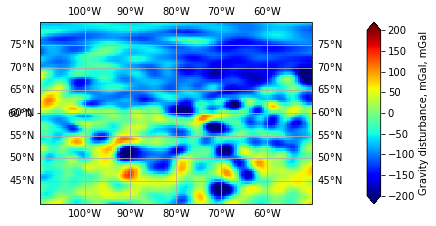 100°W 90°W 80°W 70°W 60°W
75°N 75°N
70°N 70°N
65°N 65°N
60°N 60°N
55°N 55°N
50°N 50°N
45°N 45°N
100°W 90°W 80°W 70°W 60°W
200
150
100
50
0
−50
−100
−150
−200
Gravity disturbance, mGal, mGal